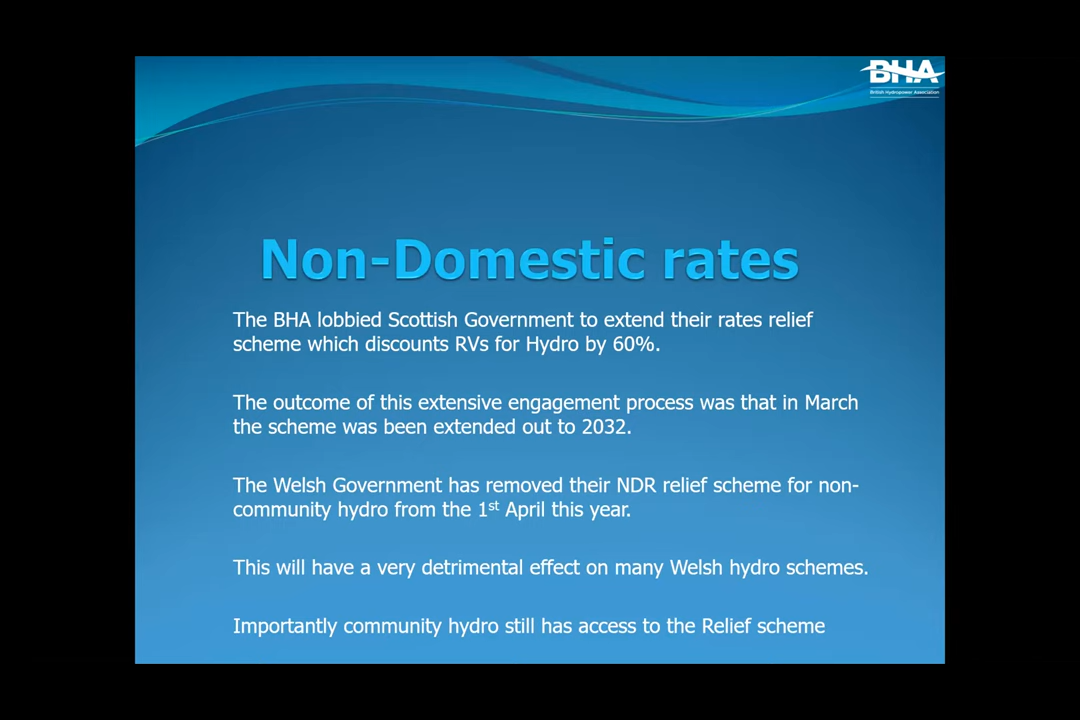 BHA
British Hydropower Association
Non-Domestic rates
The BHA lobbied Scottish Government to extend their rates relief
scheme which discounts RVs for Hydro by 60%.
The outcome of this extensive engagement process was that in March
the scheme was been extended out to 2032.
The Welsh Government has removed their NDR relief scheme for non-
community hydro from the 1st April this year.
This will have a very detrimental effect on many Welsh hydro schemes.
Importantly community hydro still has access to the Relief scheme